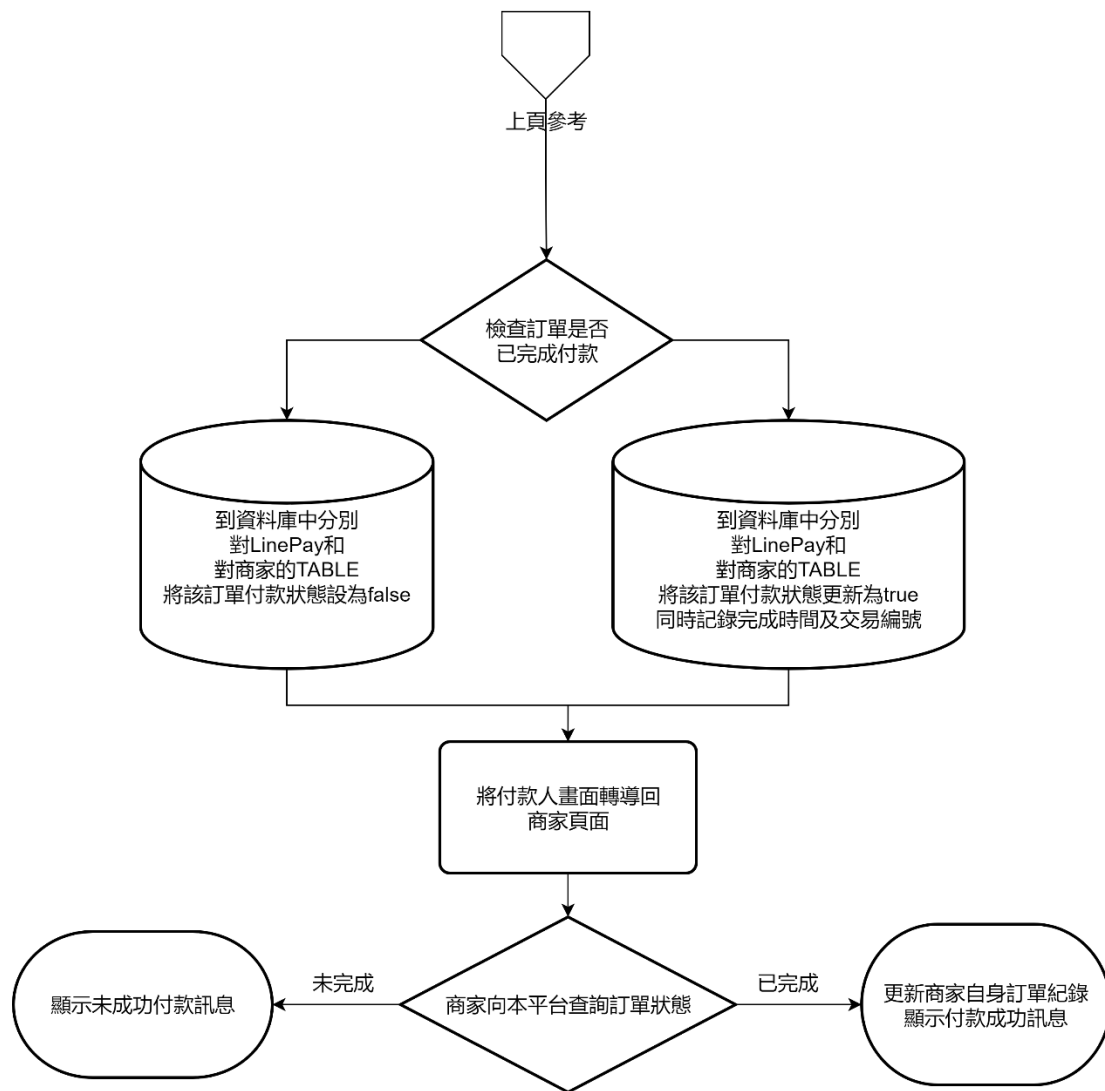 上頁參考
檢查訂單是否
已完成付款
到資料庫中分別
對LinePay和
對商家的TABLE
將該訂單付款狀態設為false
到資料庫中分別
對LinePay和
對商家的TABLE
將該訂單付款狀態更新為true
同時記錄完成時間及交易編號
將付款人畫面轉導回
商家頁面
顯示未成功付款訊息
未完成
商家向本平台查詢訂單狀態
已完成
更新商家自身訂單紀錄
顯示付款成功訊息